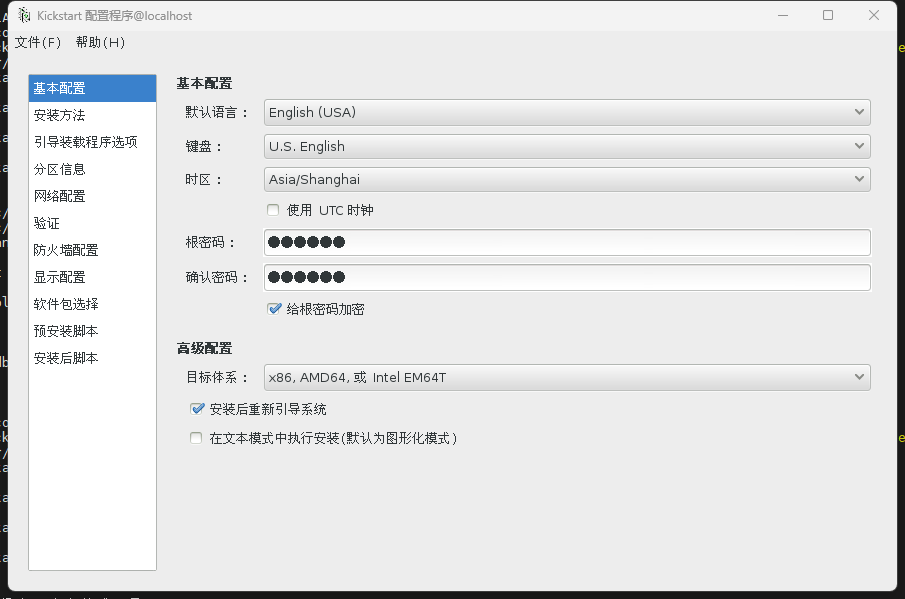 Kickstart 配置程序@localhost
文件(F) 帮助(H)
基本配置
安装方法
引导装载程序选项
分区信息
网络配置
验证
防火墙配置
显示配置
软件包选择
预安装脚本
安装后脚本
基本配置
默认语言： English (USA)
键盘： U.S. English
时区： Asia/Shanghai
使用 UTC 时钟
根密码： ●●●●●●
确认密码： ●●●●●●
给根密码加密
高级配置
目标体系： x86, AMD64, 或 Intel EM64T
安装后重新引导系统
在文本模式中执行安装(默认为图形化模式)